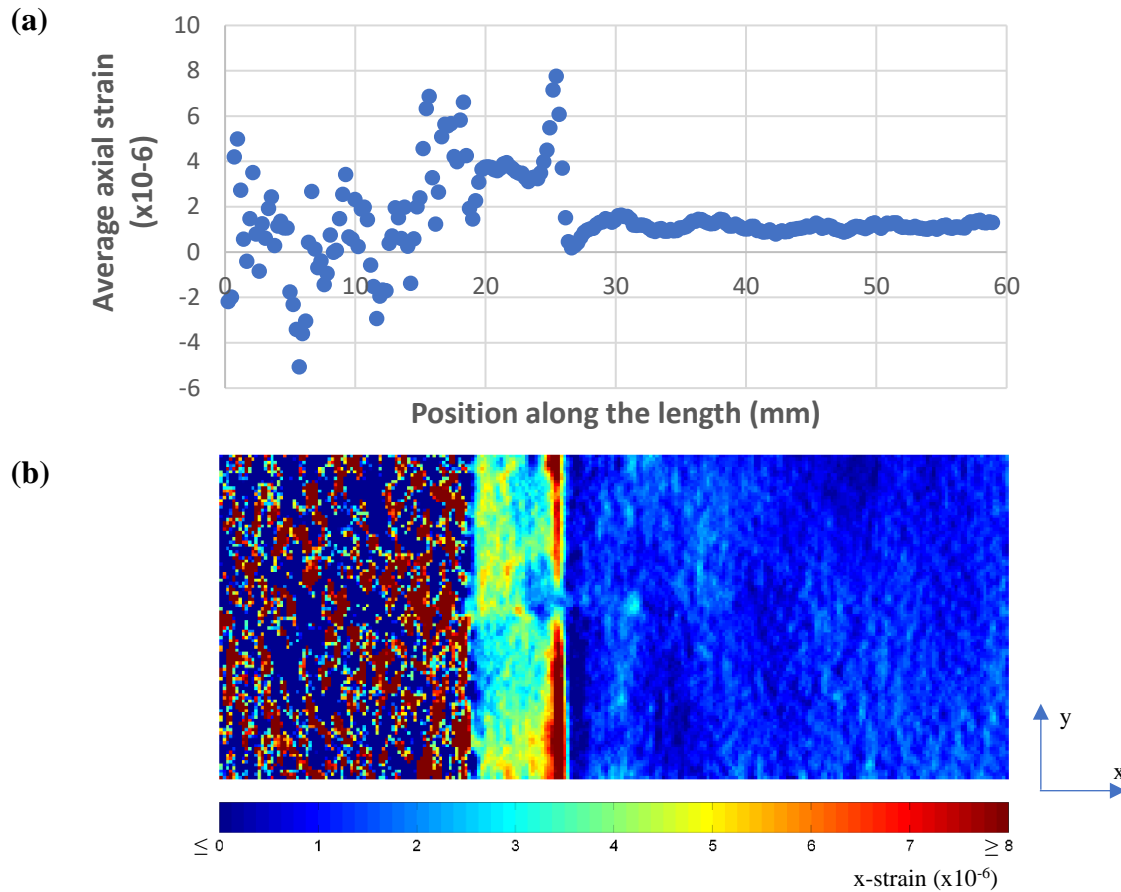 (a)
Average axial strain
(x10-6)
10
8
6
4
2
0
-2
-4
-6
0 10 20 30 40 50 60
Position along the length (mm)
(b)
y
x
≤ 0 1 2 3 4 5 6 7 ≥ 8
x-strain (x10⁻⁶)